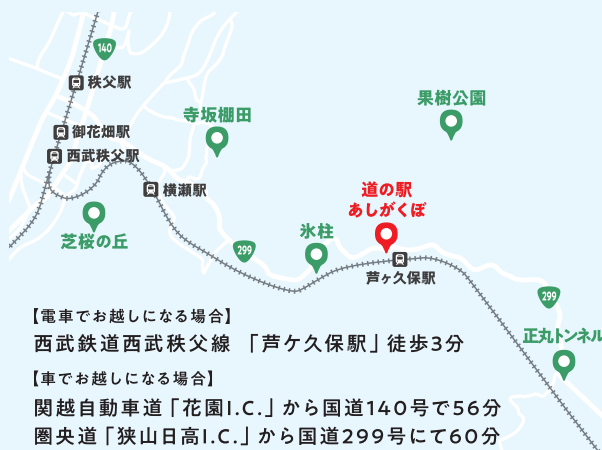 140
秩父駅
果樹公園
寺坂棚田
御花畑駅
西武秩父駅
横瀬駅
道の駅
あしがくぼ
芝桜の丘
氷柱
299
芦ヶ久保駅
299
正丸トンネル
【電車でお越しになる場合】
西武鉄道西武秩父線 「芦ケ久保駅」徒歩3分
【車でお越しになる場合】
関越自動車道「花園I.C.」から国道140号で56分
圏央道「狭山日高I.C.」から国道299号にて60分